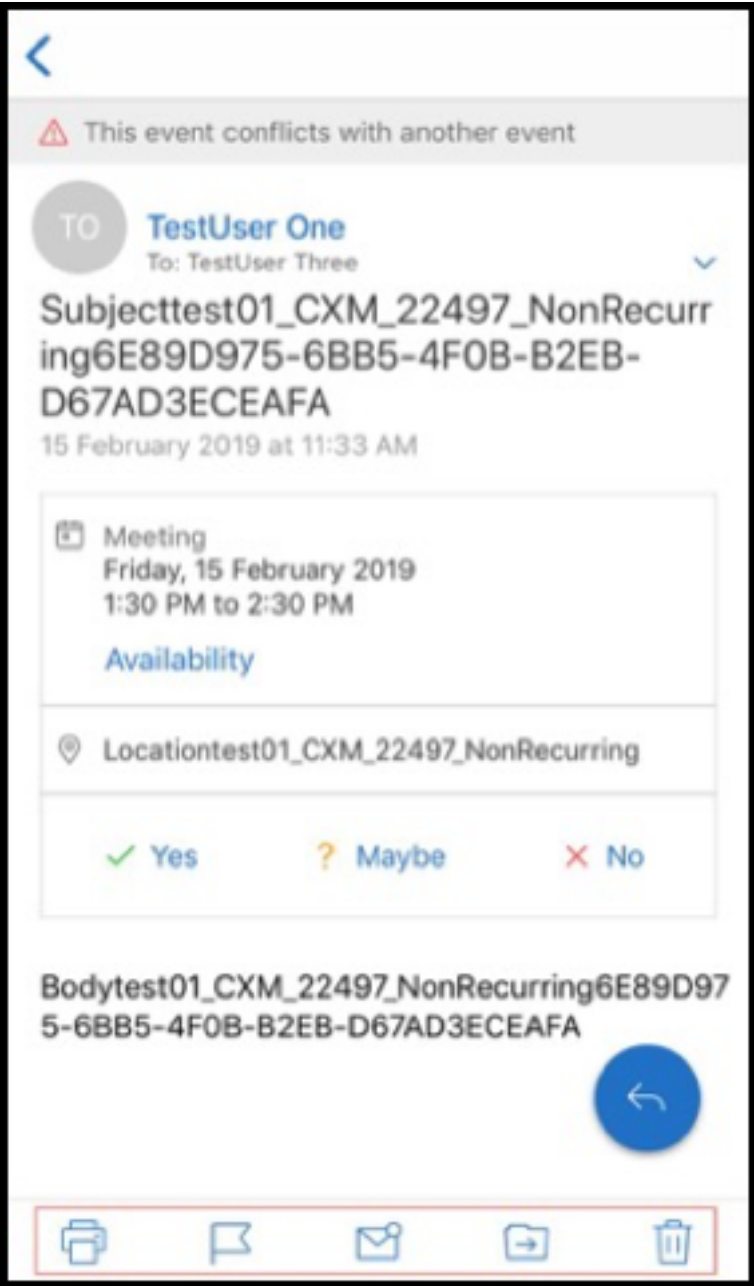 This event conflicts with another event
TO
TestUser One
To: TestUser Three
Subjecttest01_CXM_22497_NonRecurr
ing6E89D975-6BB5-4F0B-B2EB-
D67AD3ECEAFA
15 February 2019 at 11:33 AM
Meeting
Friday, 15 February 2019
1:30 PM to 2:30 PM
Availability
Locationtest01_CXM_22497_NonRecurring
Yes ? Maybe No
Bodytest01_CXM_22497_NonRecurring6E89D97
5-6BB5-4F0B-B2EB-D67AD3ECEAFA